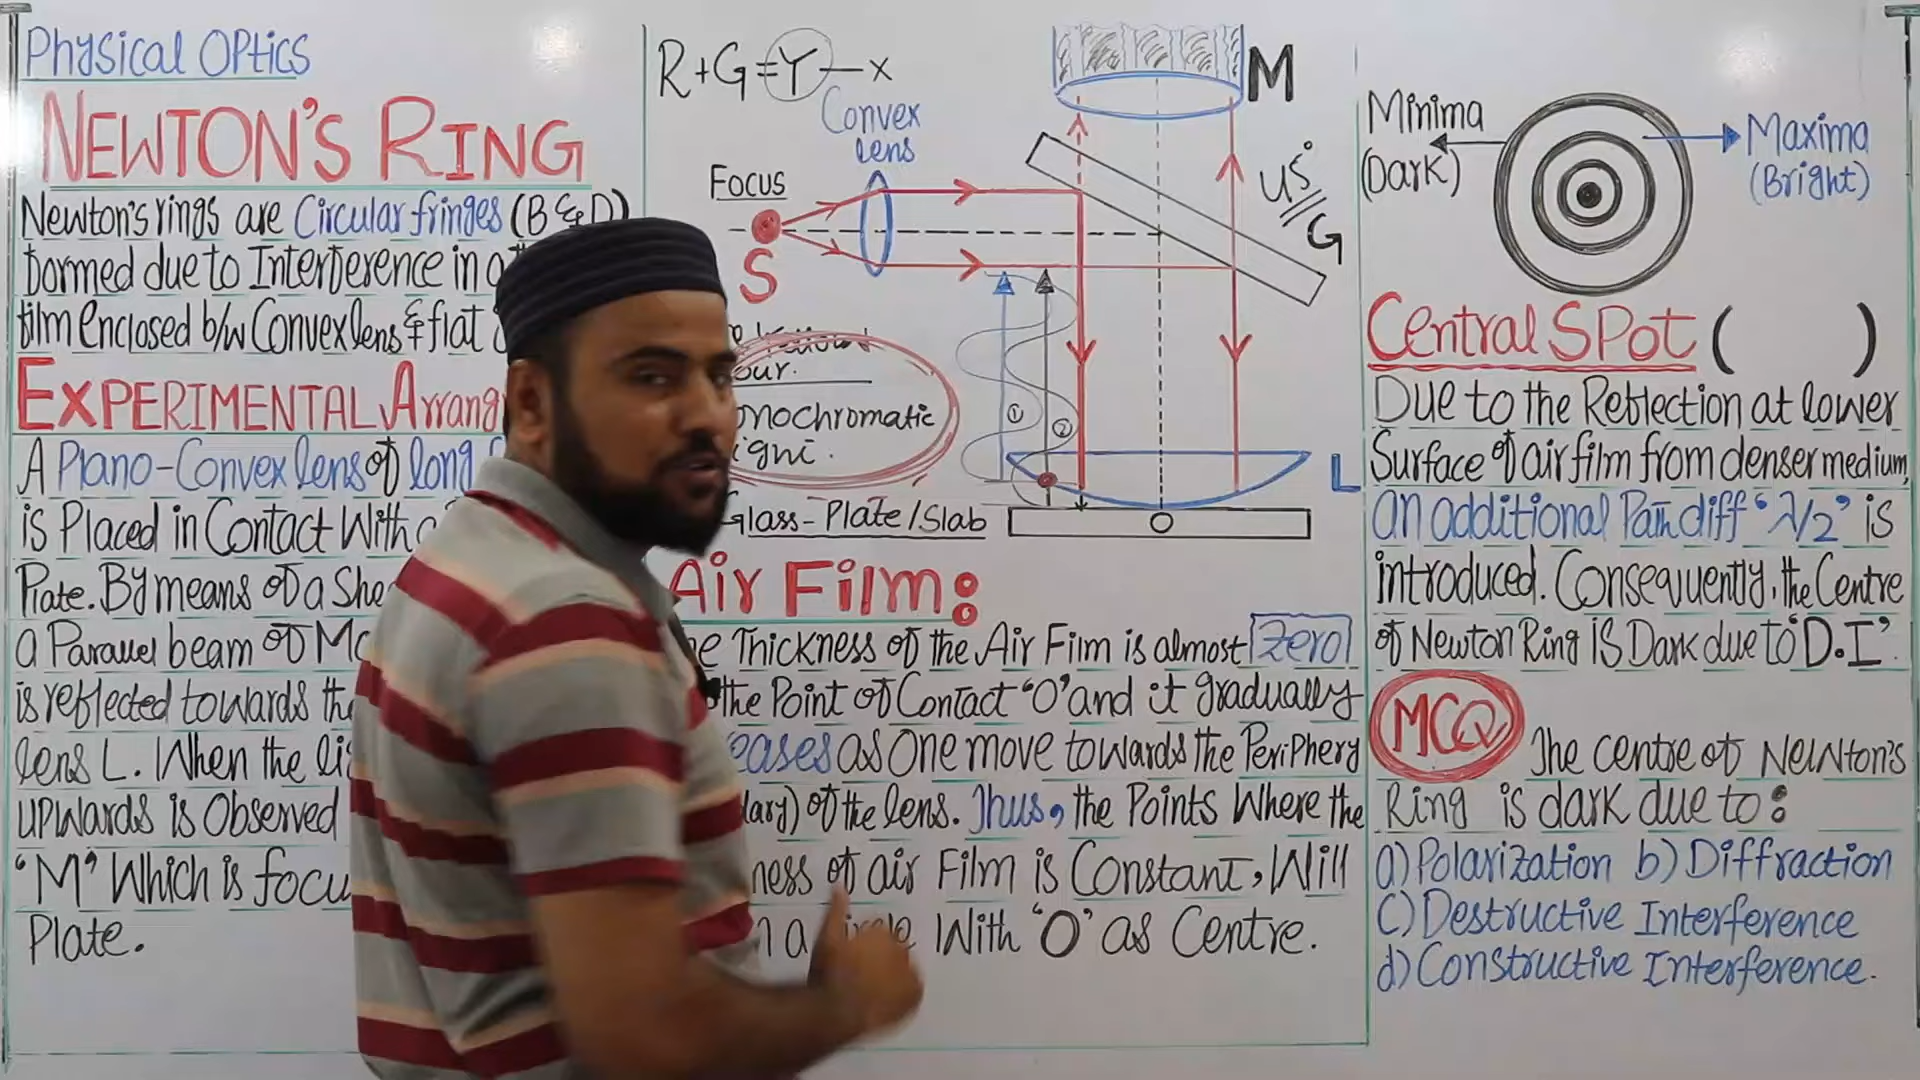 Physical Optics
NEWTON'S RING
Newton's rings are Circular fringes (B & D)
formed due to Interference in a
film enclosed b/w Convex lens & flat
EXPERIMENTAL
A Plano-Convex lens of long
is Placed in Contact With
Plate. By means of a
a Parallel beam of
is reflected towards the
lens L. When the
upwards is Observed
"M" Which is
Plate.
R+G=Y-x
Convex
lens
Focus
S
M
45°
G
①
②
L
O
Monochromatic
Glass-Plate/Slab
Air Film:
Thickness of the Air Film is almost Zero
the Point of Contact "O" and it gradually
as One move towards the Periphery
of the lens. Thus, the Points Where the
of air Film is Constant, Will
a With "O" as Centre.
Minima
(Dark)
Maxima
(Bright)
Central SPot ( )
Due to the Reflection at lower
Surface of air film from denser medium,
an additional Path diff 'λ/2' is
introduced. Consequently, the Centre
of Newton Ring is Dark due to 'D.I'.
MCQ The centre of Newton's
Ring is dark due to:
a) Polarization b) Diffraction
c) Destructive Interference
d) Constructive Interference.